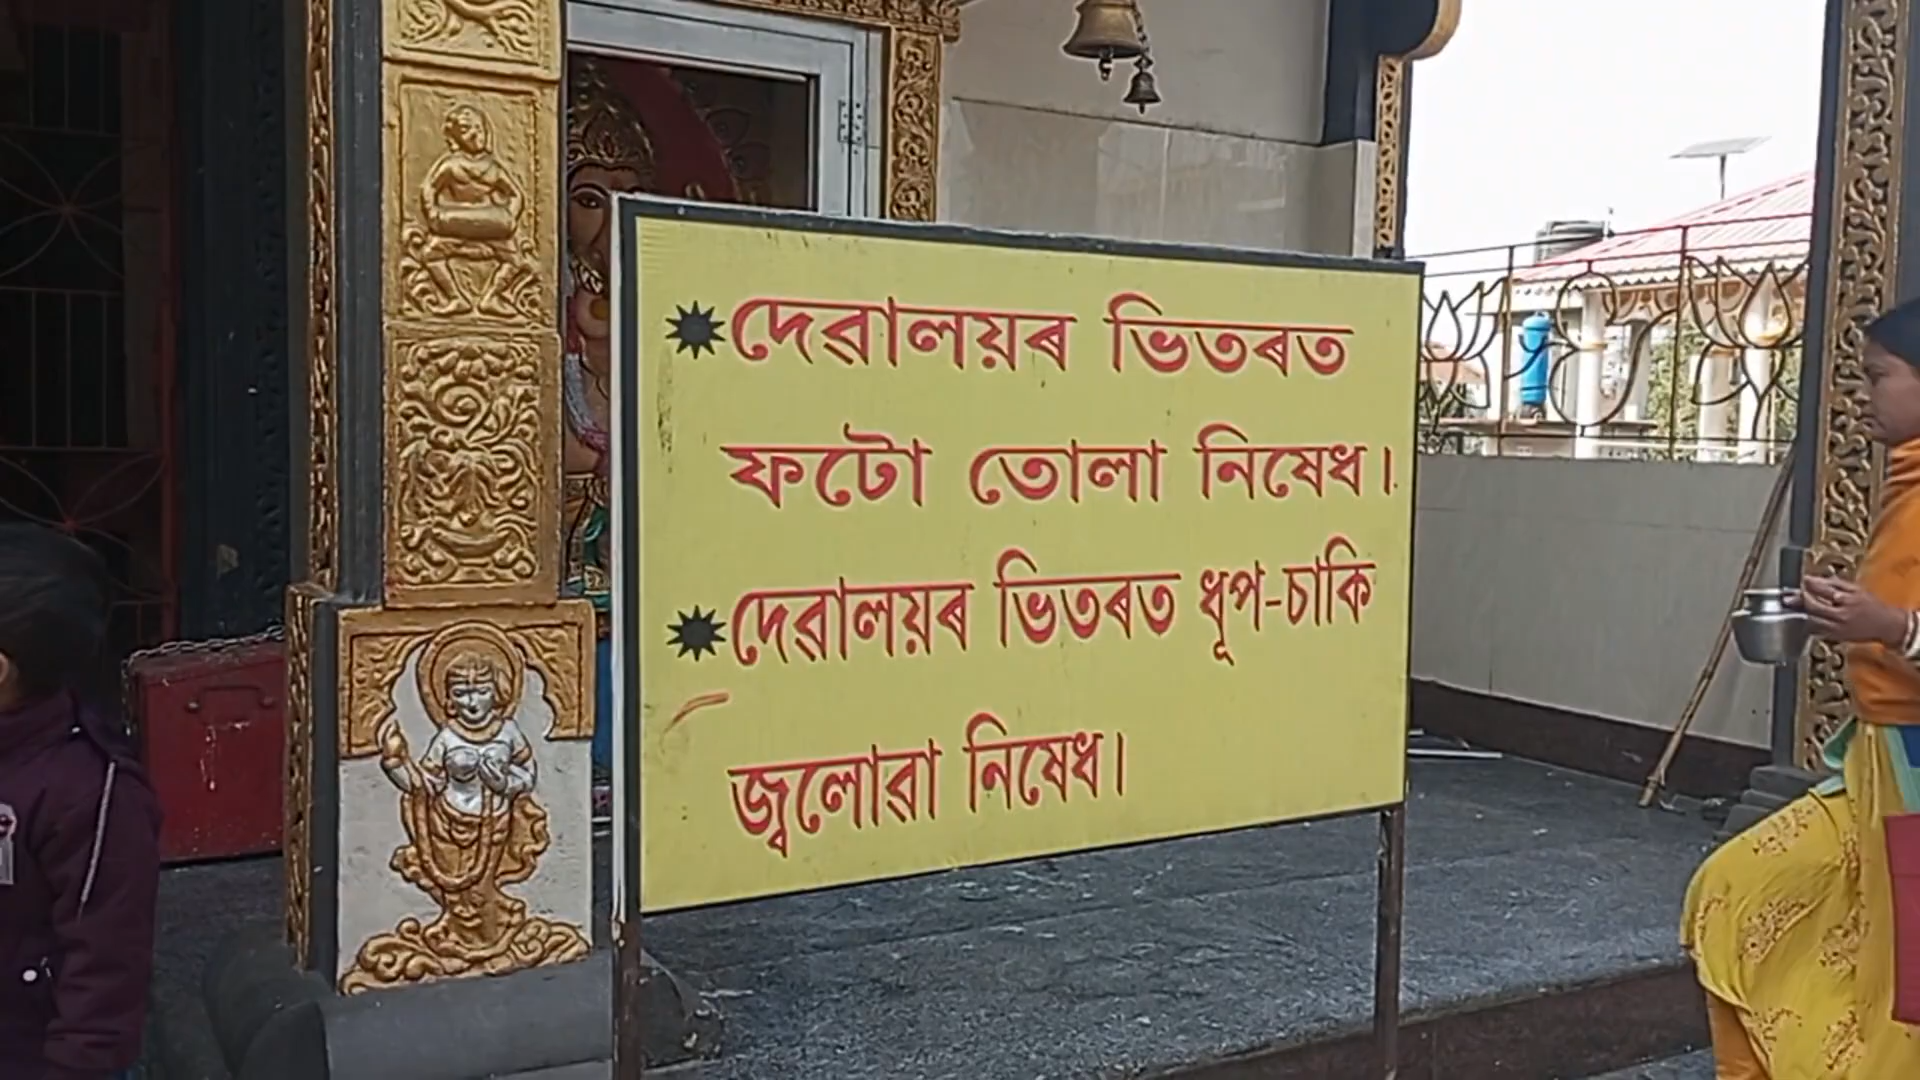 দেৱালয়ৰ ভিতৰত
ফটো তোলা নিষেধ।
দেৱালয়ৰ ভিতৰত ধূপ-চাকি
জ্বলোৱা নিষেধ।